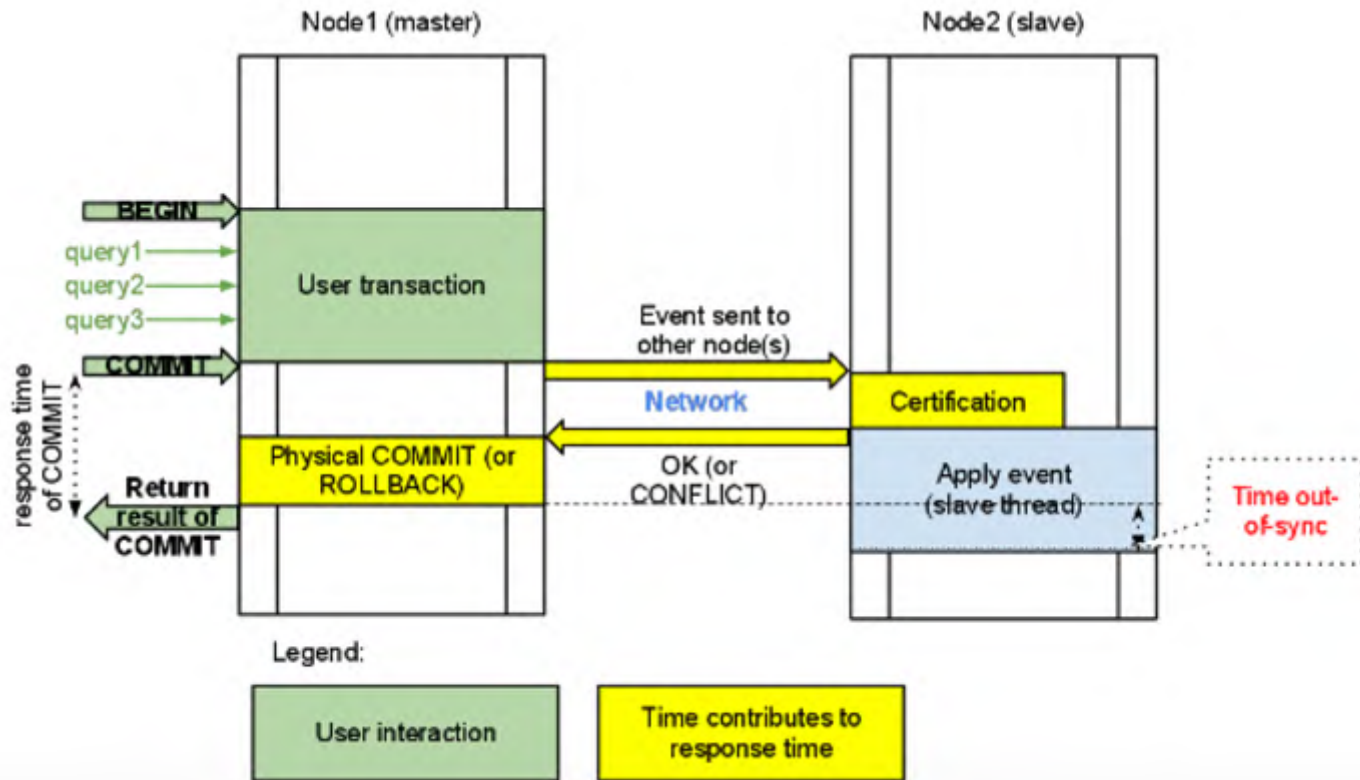 Node1 (master)
Node2 (slave)
BEGIN
query1
query2
query3
COMMIT
User transaction
Event sent to
other node(s)
Network
Certification
response time
of COMMIT
Physical COMMIT (or
ROLLBACK)
OK (or
CONFLICT)
Apply event
(slave thread)
Time out-
of-sync
Return
result of
COMMIT
Legend:
User interaction
Time contributes to
response time